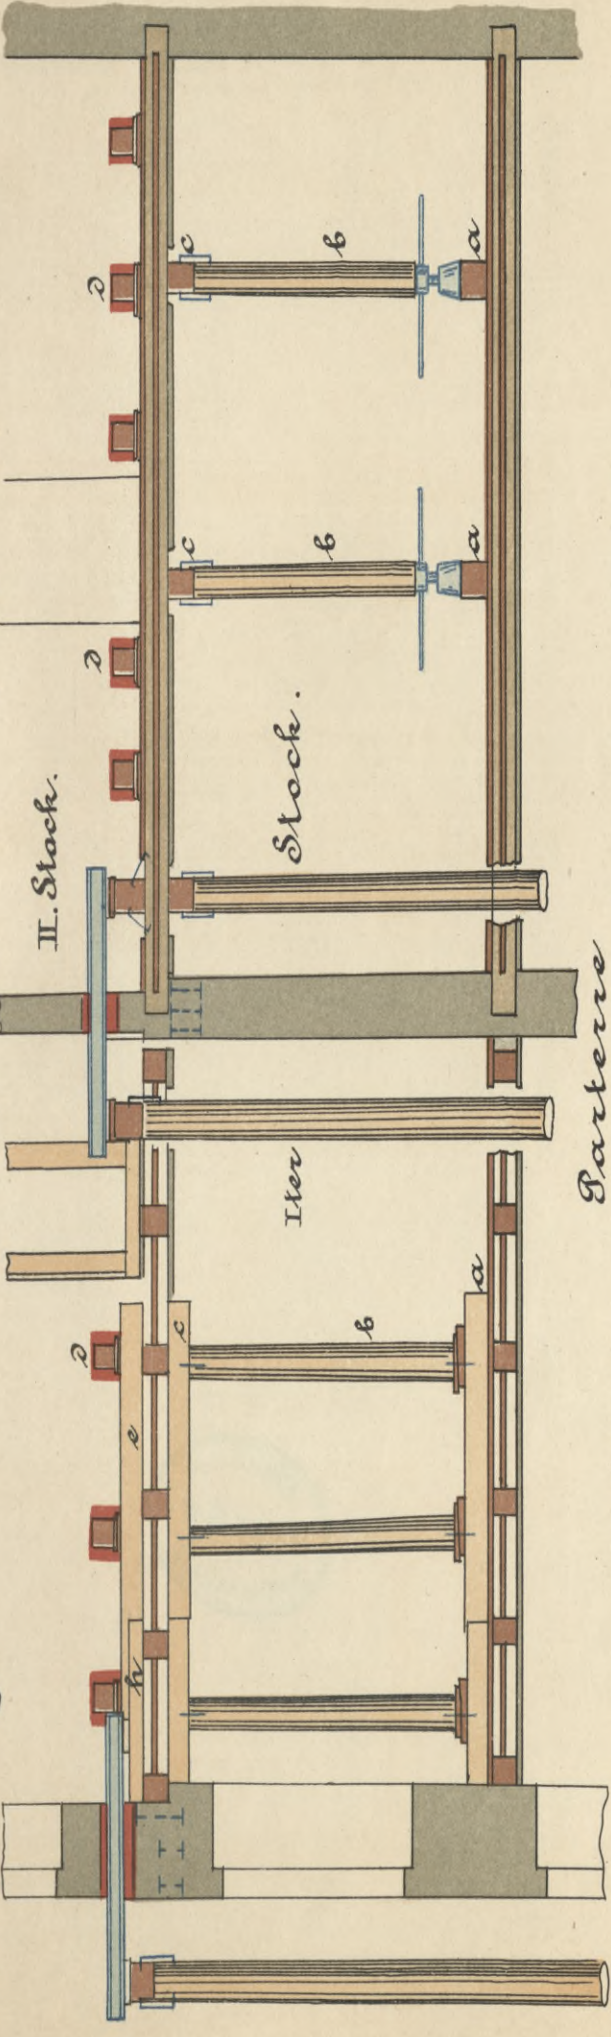 II. Stock.
d d d
h e
c c c
Iter Stock.
b b b
a a a
Parterre